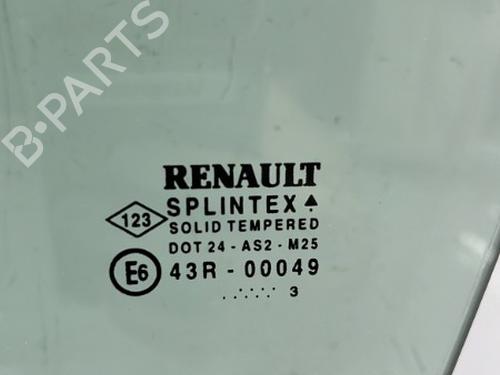 B-PARTS
RENAULT
123 SPLINTEX
SOLID TEMPERED
DOT 24 - AS2 - M25
E6 43R - 00049
3